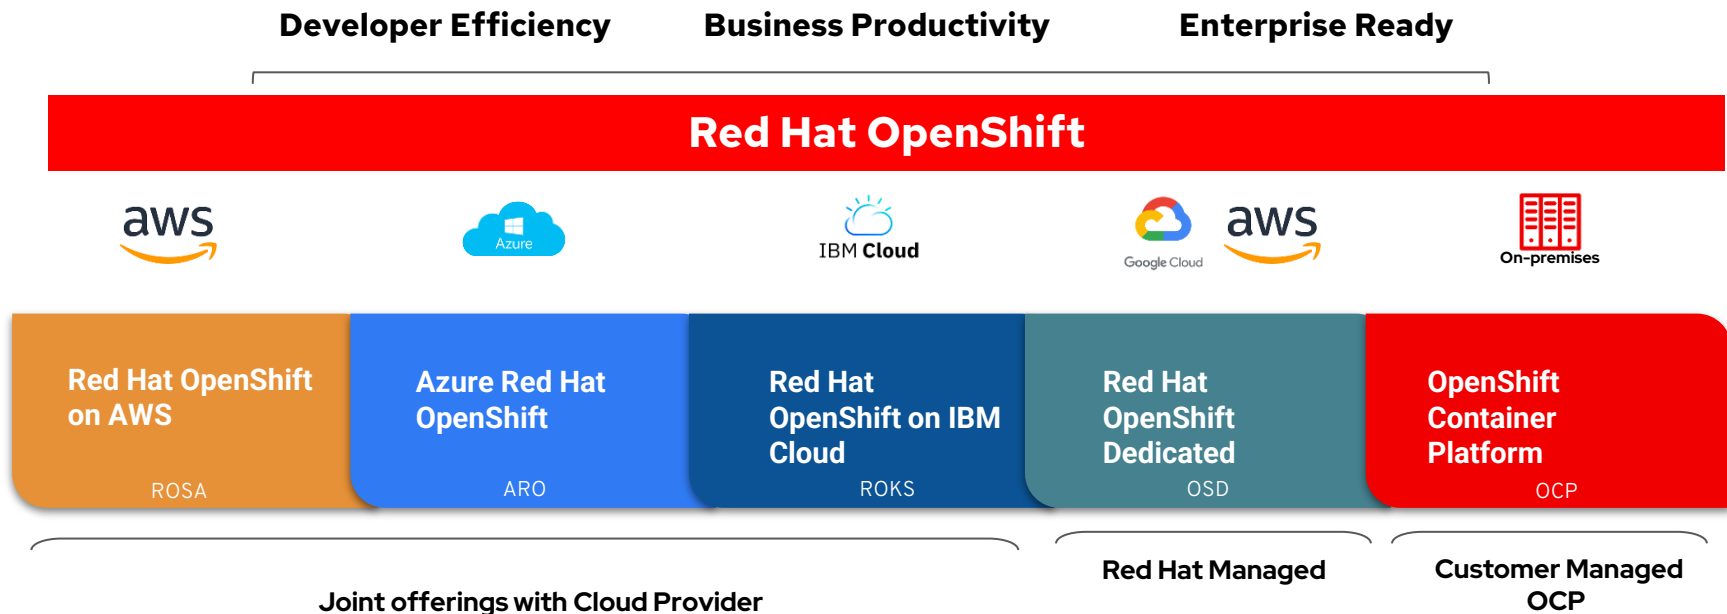 Developer Efficiency
Business Productivity
Enterprise Ready
Red Hat OpenShift
aws
Azure
IBM Cloud
Google Cloud
aws
On-premises
Red Hat OpenShift
on AWS
ROSA
Azure Red Hat
OpenShift
ARO
Red Hat
OpenShift on IBM
Cloud
ROKS
Red Hat
OpenShift
Dedicated
OSD
OpenShift
Container
Platform
OCP
Joint offerings with Cloud Provider
Red Hat Managed
Customer Managed
OCP